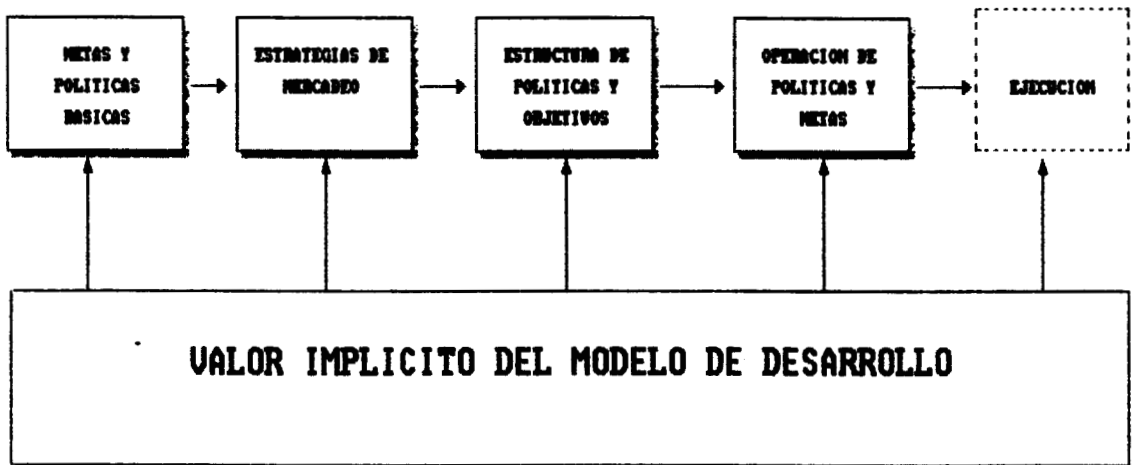 METAS Y
POLITICAS
BASICAS
ESTRATEGIAS DE
MERCADEO
ESTRUCTURA DE
POLITICAS Y
OBJETIVOS
OPERACION DE
POLITICAS Y
METAS
EJECUCION
VALOR IMPLICITO DEL MODELO DE DESARROLLO